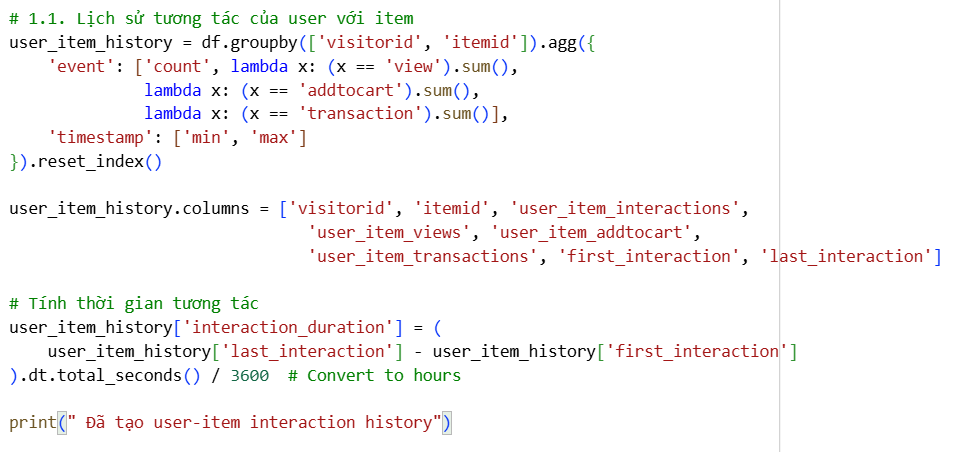 # 1.1. Lịch sử tương tác của user với item
user_item_history = df.groupby(['visitorid', 'itemid']).agg({
    'event': ['count', lambda x: (x == 'view').sum(),
              lambda x: (x == 'addtocart').sum(),
              lambda x: (x == 'transaction').sum()],
    'timestamp': ['min', 'max']
}).reset_index()

user_item_history.columns = ['visitorid', 'itemid', 'user_item_interactions',
                               'user_item_views', 'user_item_addtocart',
                               'user_item_transactions', 'first_interaction', 'last_interaction']

# Tính thời gian tương tác
user_item_history['interaction_duration'] = (
    user_item_history['last_interaction'] - user_item_history['first_interaction']
).dt.total_seconds() / 3600  # Convert to hours

print(" Đã tạo user-item interaction history")